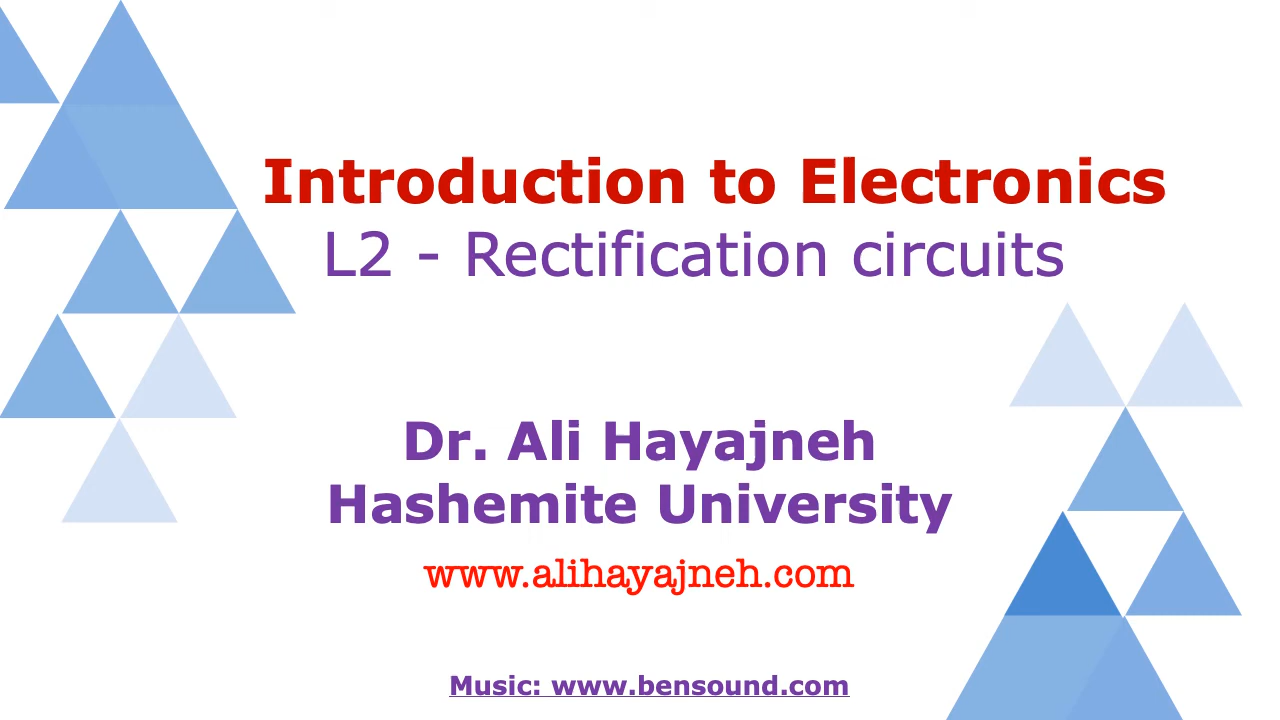 Introduction to Electronics
L2 - Rectification circuits
Dr. Ali Hayajneh
Hashemite University
www.alihayajneh.com
Music: www.bensound.com